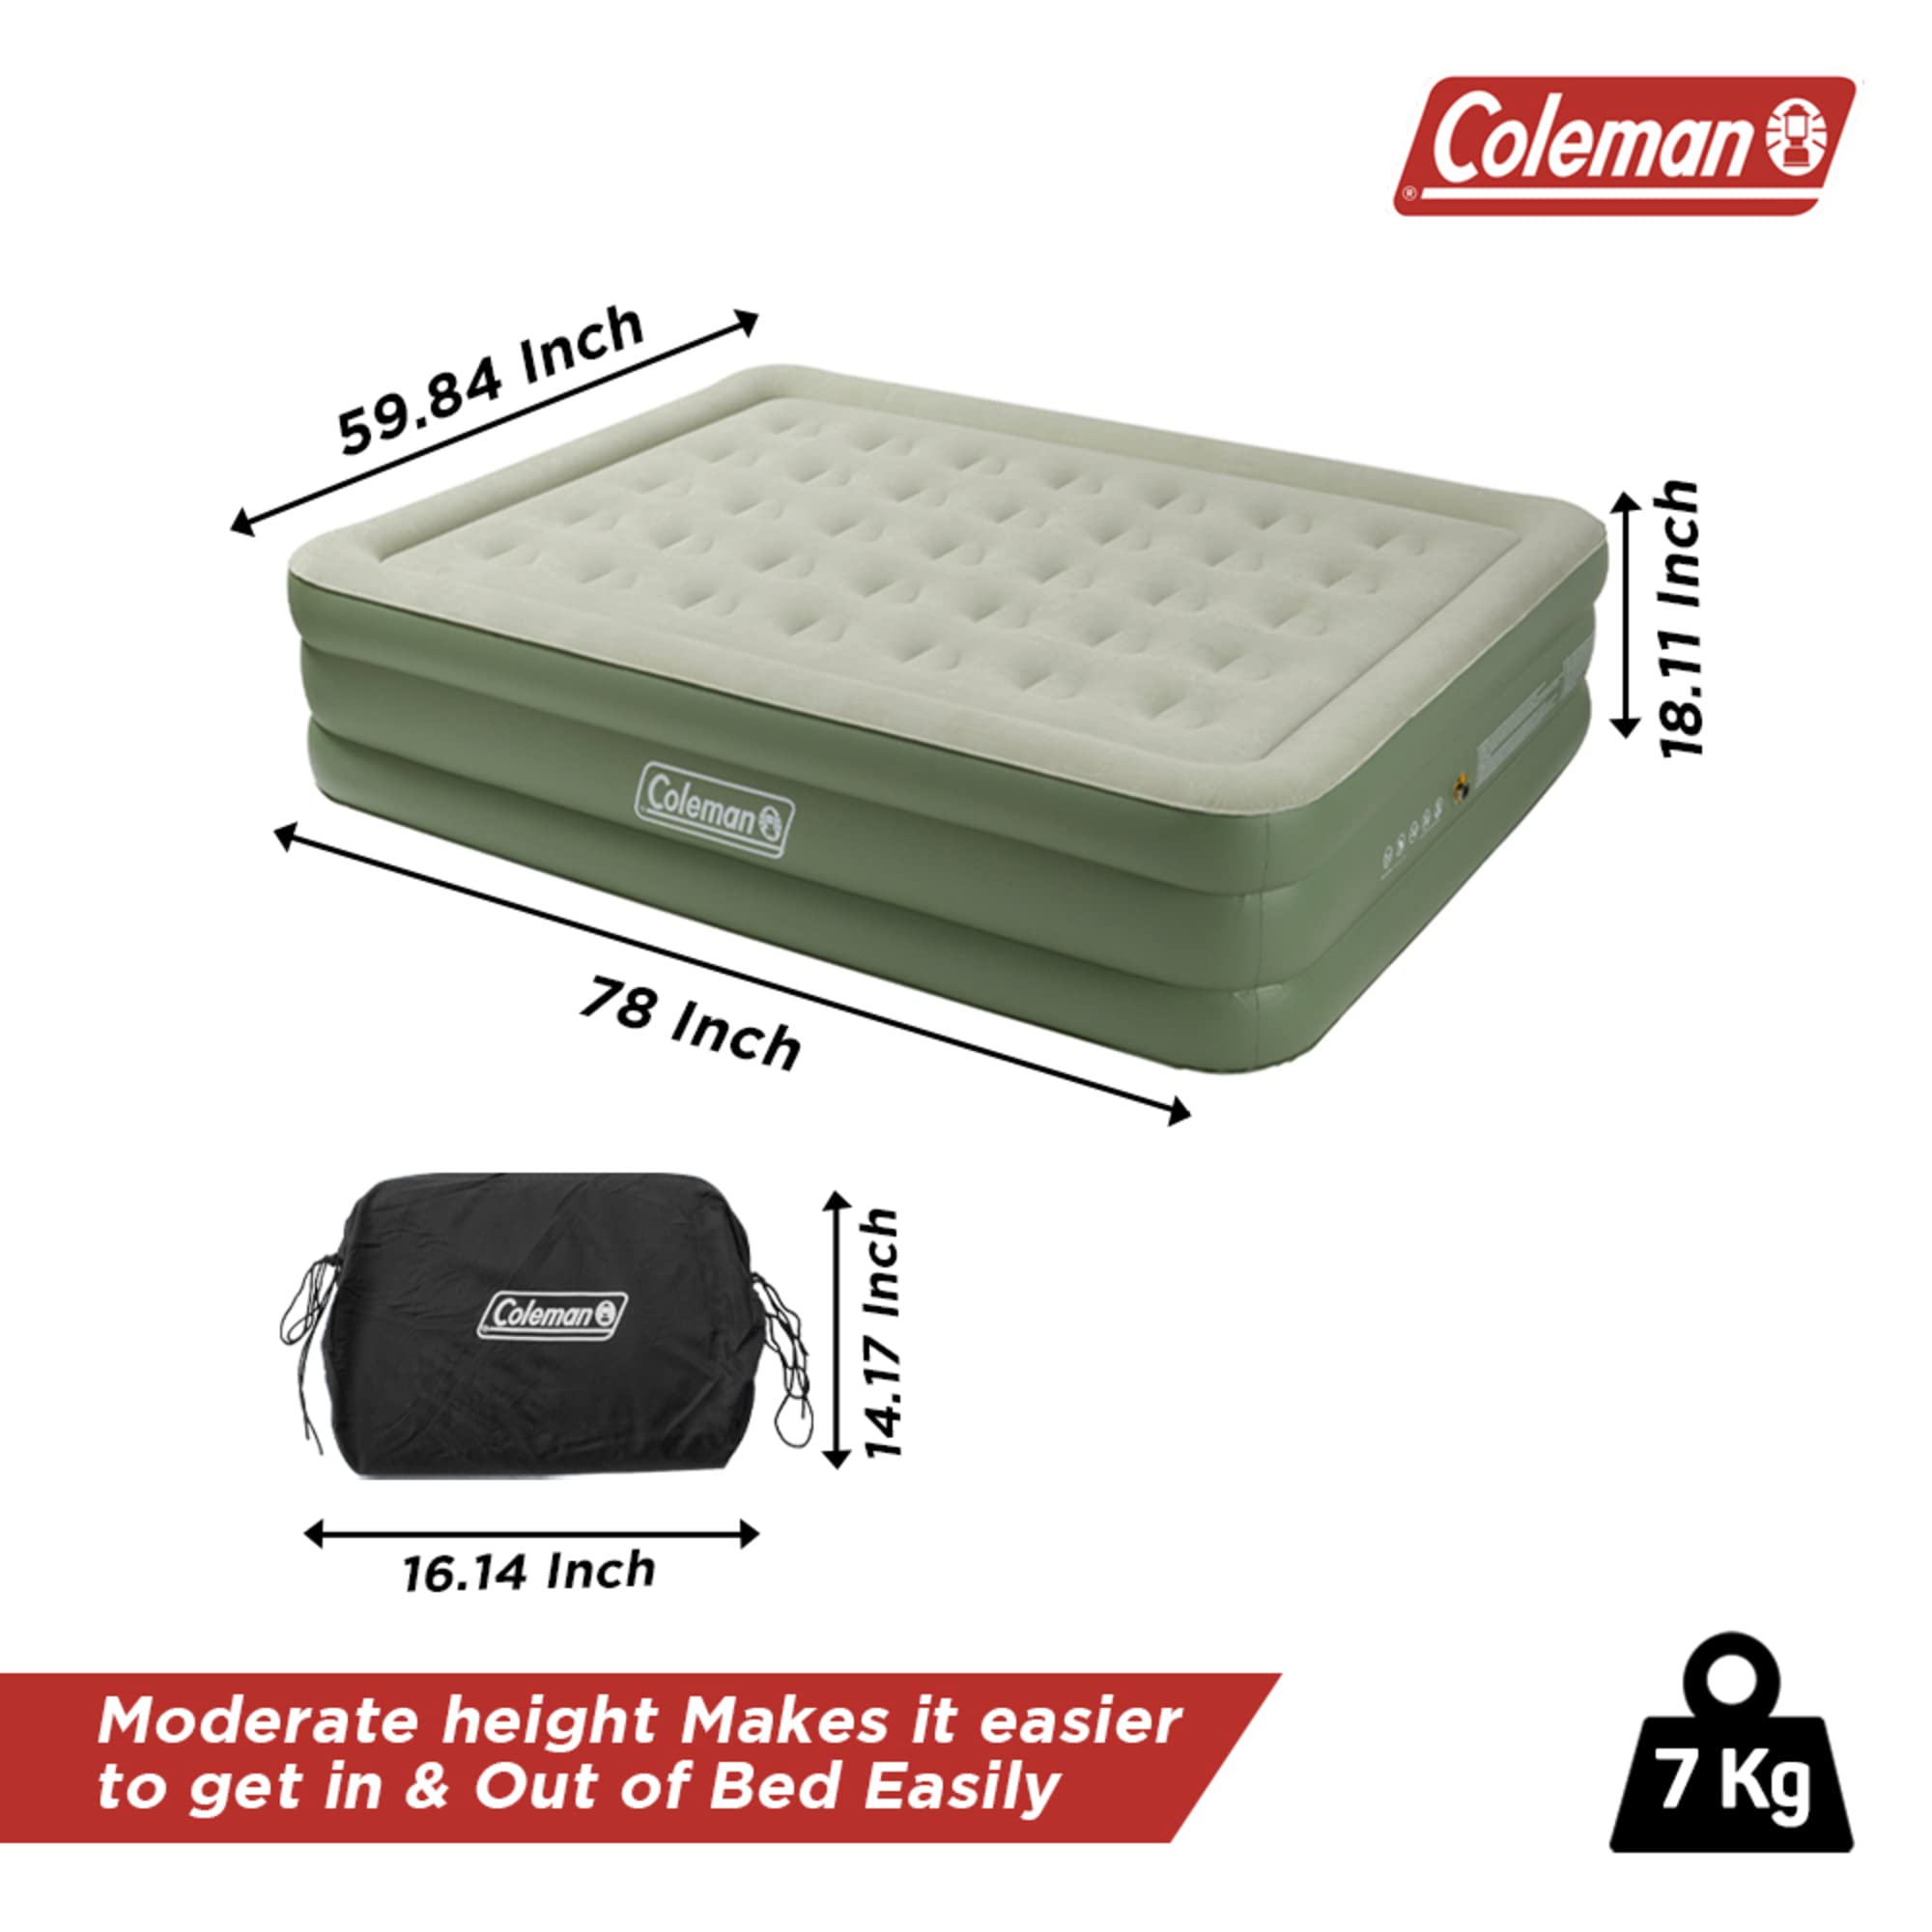 Coleman
®
59.84 Inch
18.11 Inch
Coleman
78 Inch
Coleman
14.17 Inch
16.14 Inch
Moderate height Makes it easier
to get in & Out of Bed Easily
7 Kg